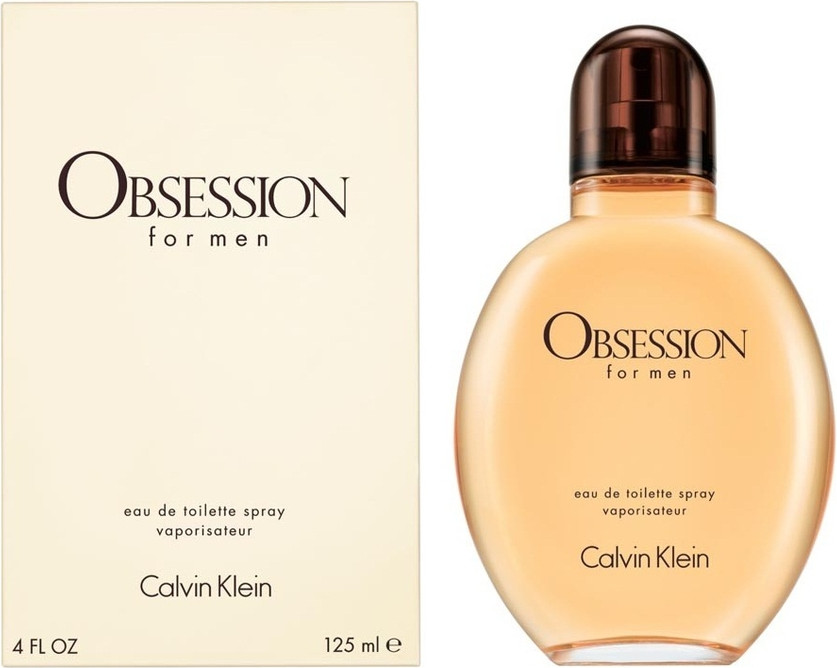 OBSESSION
for men
eau de toilette spray
vaporisateur
Calvin Klein
4 FL OZ
125 ml ℮
OBSESSION
for men
eau de toilette spray
vaporisateur
Calvin Klein